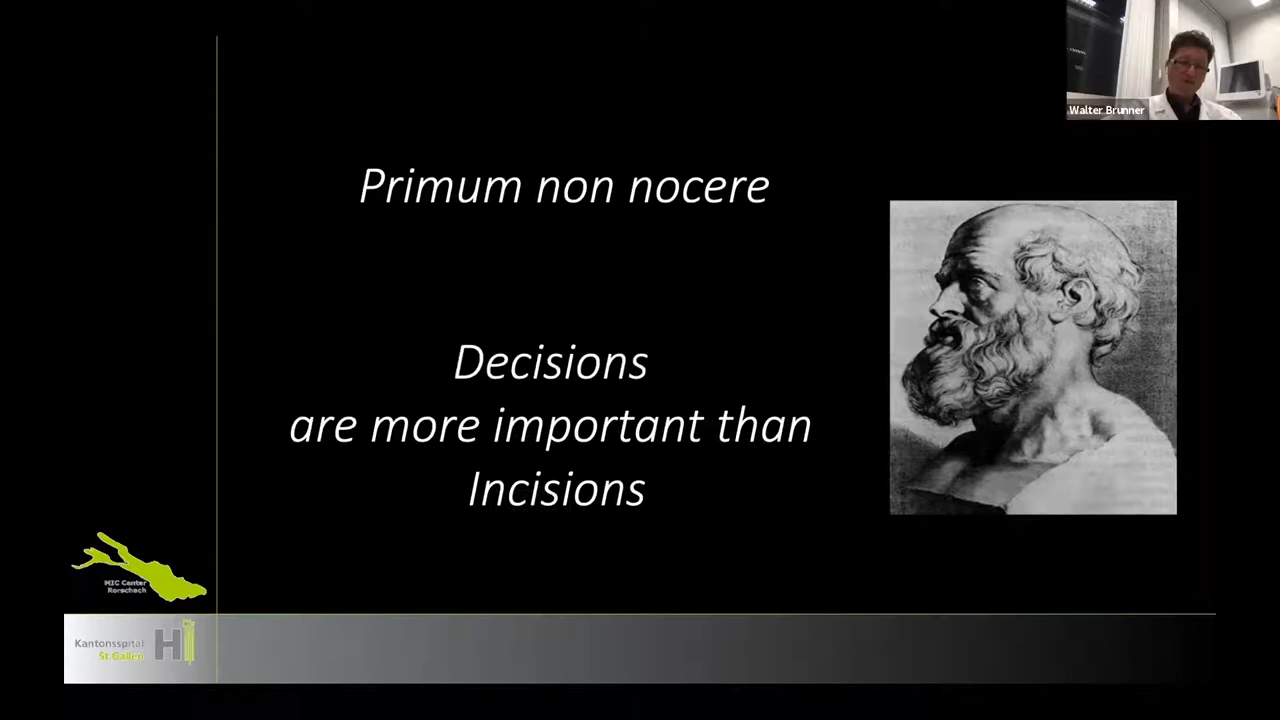 Walter Brunner
Primum non nocere
Decisions
are more important than
Incisions
MIC Center
Rorschach
Kantonsspital
St.Gallen